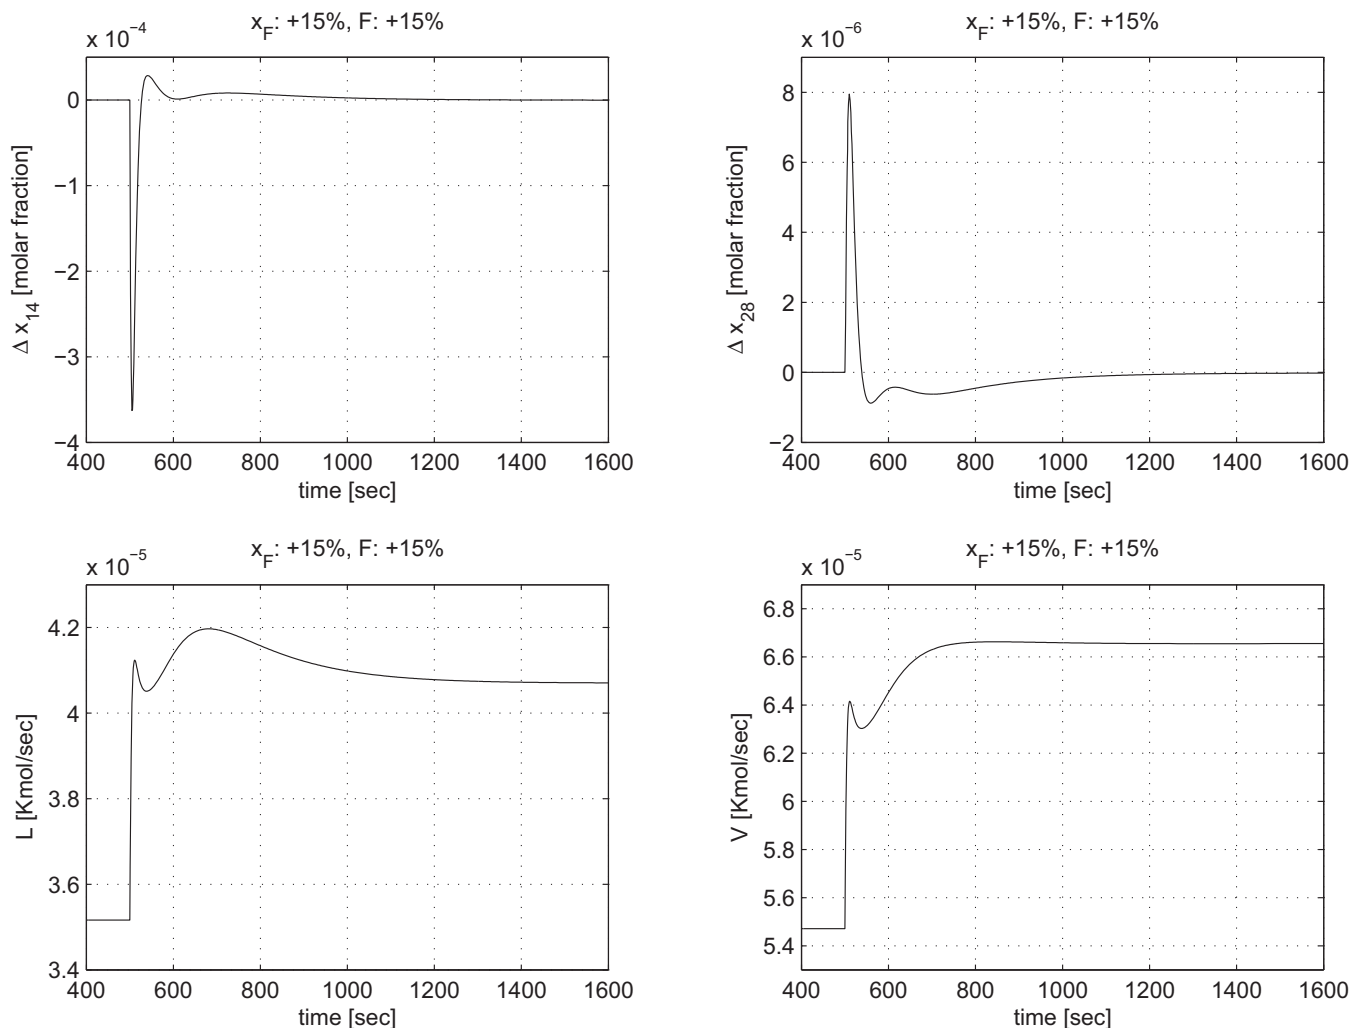 x_F: +15%, F: +15%
x 10^−4
0
−1
−2
−3
−4
Δ x_14 [molar fraction]
400 600 800 1000 1200 1400 1600
time [sec]
x_F: +15%, F: +15%
x 10^−6
8
6
4
2
0
−2
Δ x_28 [molar fraction]
400 600 800 1000 1200 1400 1600
time [sec]
x_F: +15%, F: +15%
x 10^−5
4.2
4
3.8
3.6
3.4
L [Kmol/sec]
400 600 800 1000 1200 1400 1600
time [sec]
x_F: +15%, F: +15%
x 10^−5
6.8
6.6
6.4
6.2
6
5.8
5.6
5.4
V [Kmol/sec]
400 600 800 1000 1200 1400 1600
time [sec]